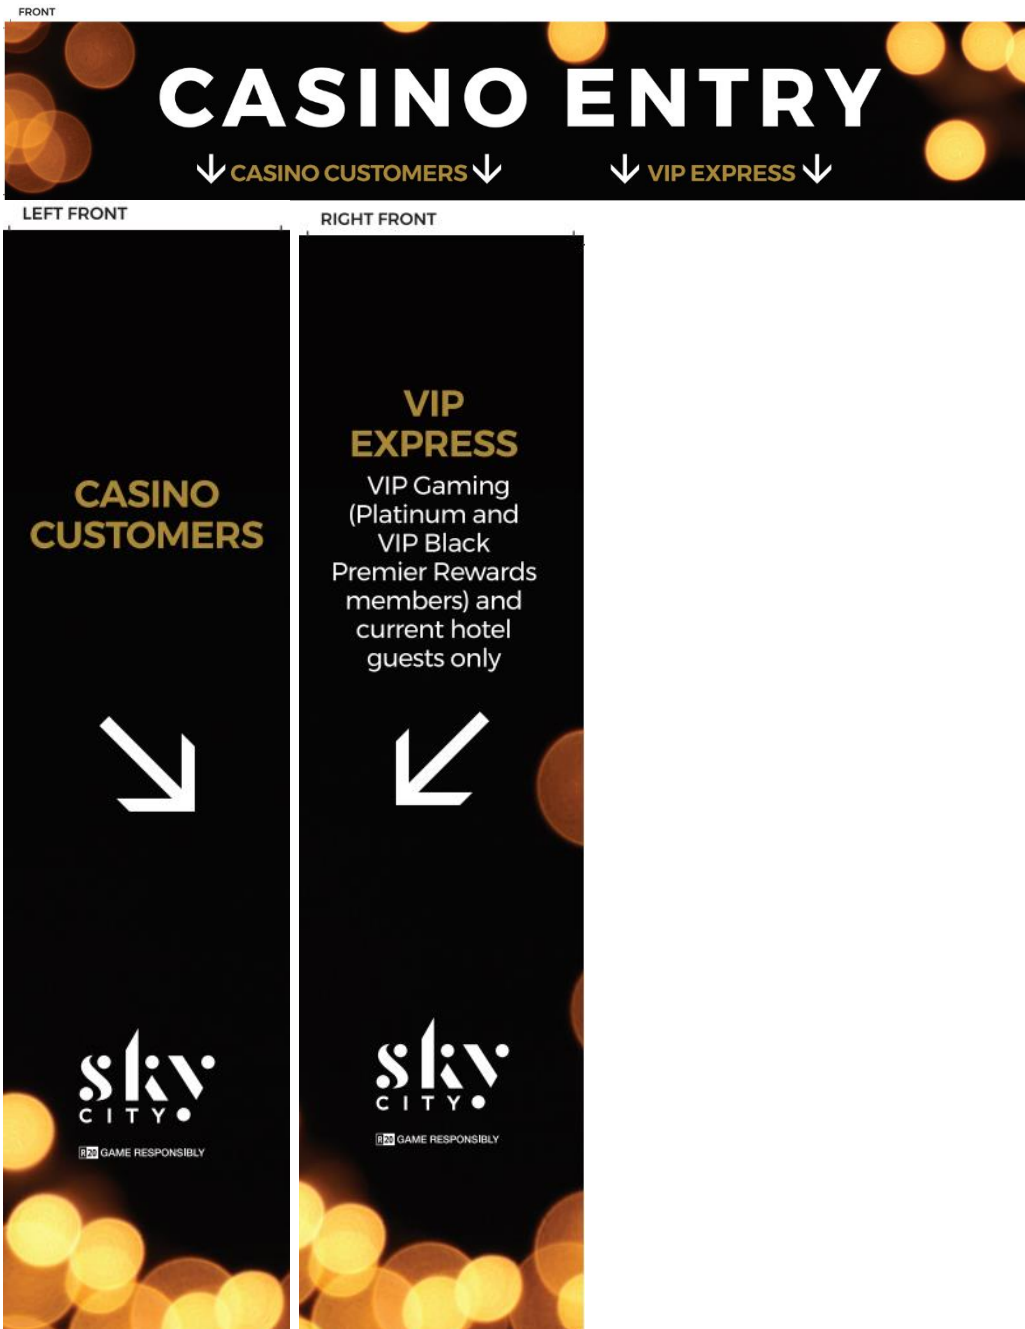 FRONT
CASINO ENTRY
CASINO CUSTOMERS VIP EXPRESS
LEFT FRONT
CASINO
CUSTOMERS
sky
CITY
R20 GAME RESPONSIBLY
RIGHT FRONT
VIP
EXPRESS
VIP Gaming
(Platinum and
VIP Black
Premier Rewards
members) and
current hotel
guests only
sky
CITY
R20 GAME RESPONSIBLY